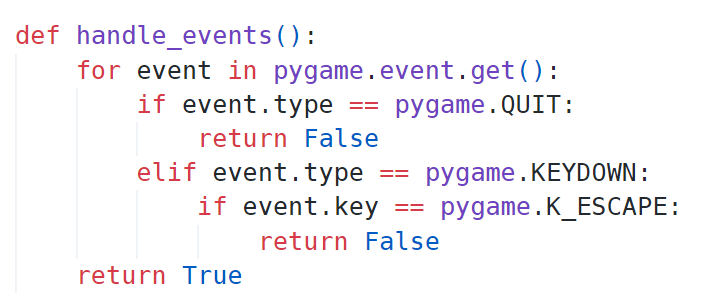 def handle_events():
    for event in pygame.event.get():
        if event.type == pygame.QUIT:
            return False
        elif event.type == pygame.KEYDOWN:
            if event.key == pygame.K_ESCAPE:
                return False
    return True